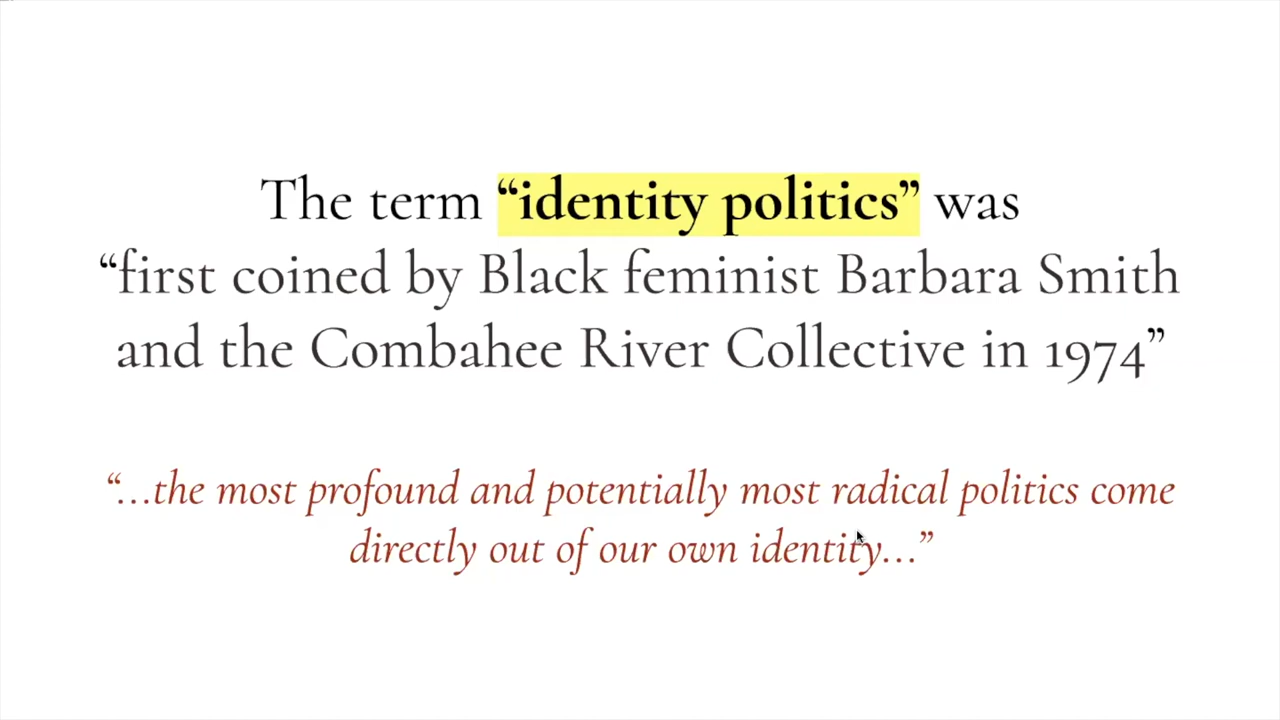 The term “identity politics” was
“first coined by Black feminist Barbara Smith
and the Combahee River Collective in 1974”
“…the most profound and potentially most radical politics come
directly out of our own identity…”